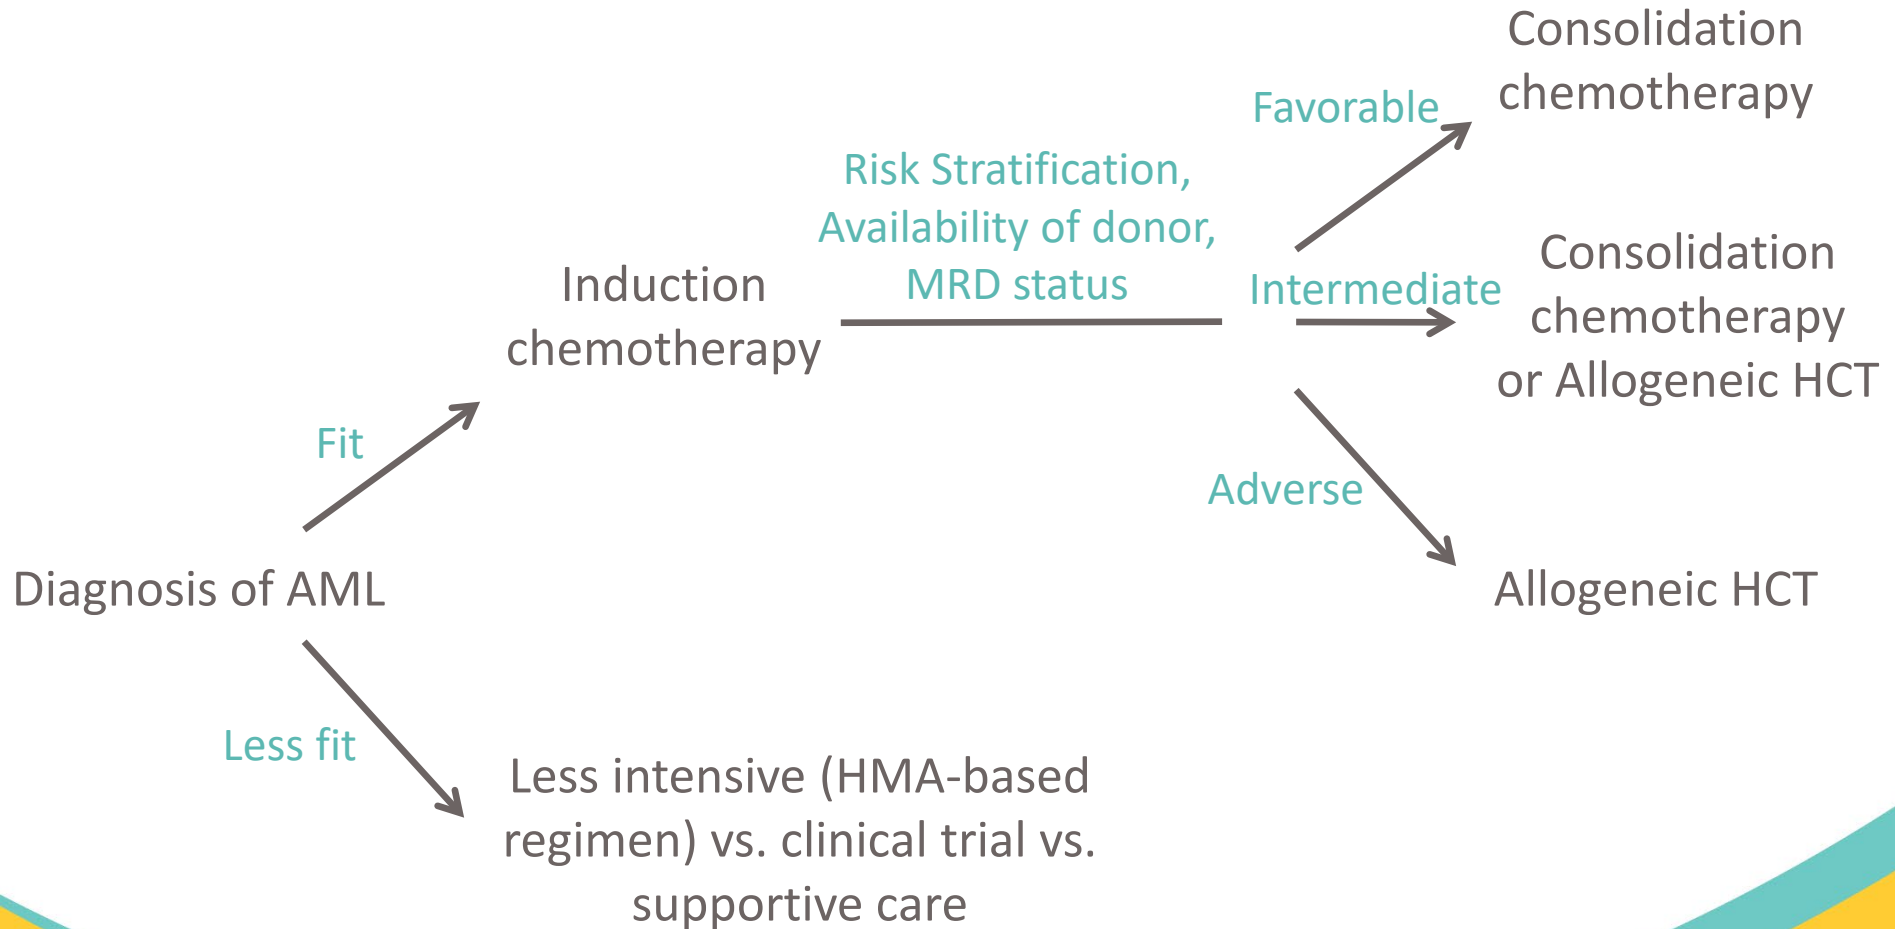 Consolidation
chemotherapy
Favorable
Risk Stratification,
Availability of donor,
MRD status
Induction
chemotherapy
Intermediate
Consolidation
chemotherapy
or Allogeneic HCT
Fit
Adverse
Diagnosis of AML
Allogeneic HCT
Less fit
Less intensive (HMA-based
regimen) vs. clinical trial vs.
supportive care